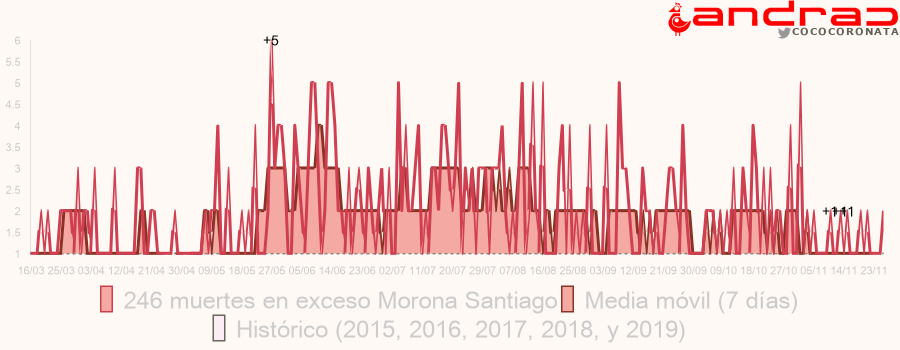 andrac
COCOCORONATA
+5
6
5.5
5
4.5
4
3.5
3
2.5
2
1.5
1
+1+1+11
16/03 25/03 03/04 12/04 21/04 30/04 09/05 18/05 27/05 05/06 14/06 23/06 02/07 11/07 20/07 29/07 07/08 16/08 25/08 03/09 12/09 21/09 30/09 09/10 18/10 27/10 05/11 14/11 23/11
246 muertes en exceso Morona Santiago Media móvil (7 días)
Histórico (2015, 2016, 2017, 2018, y 2019)